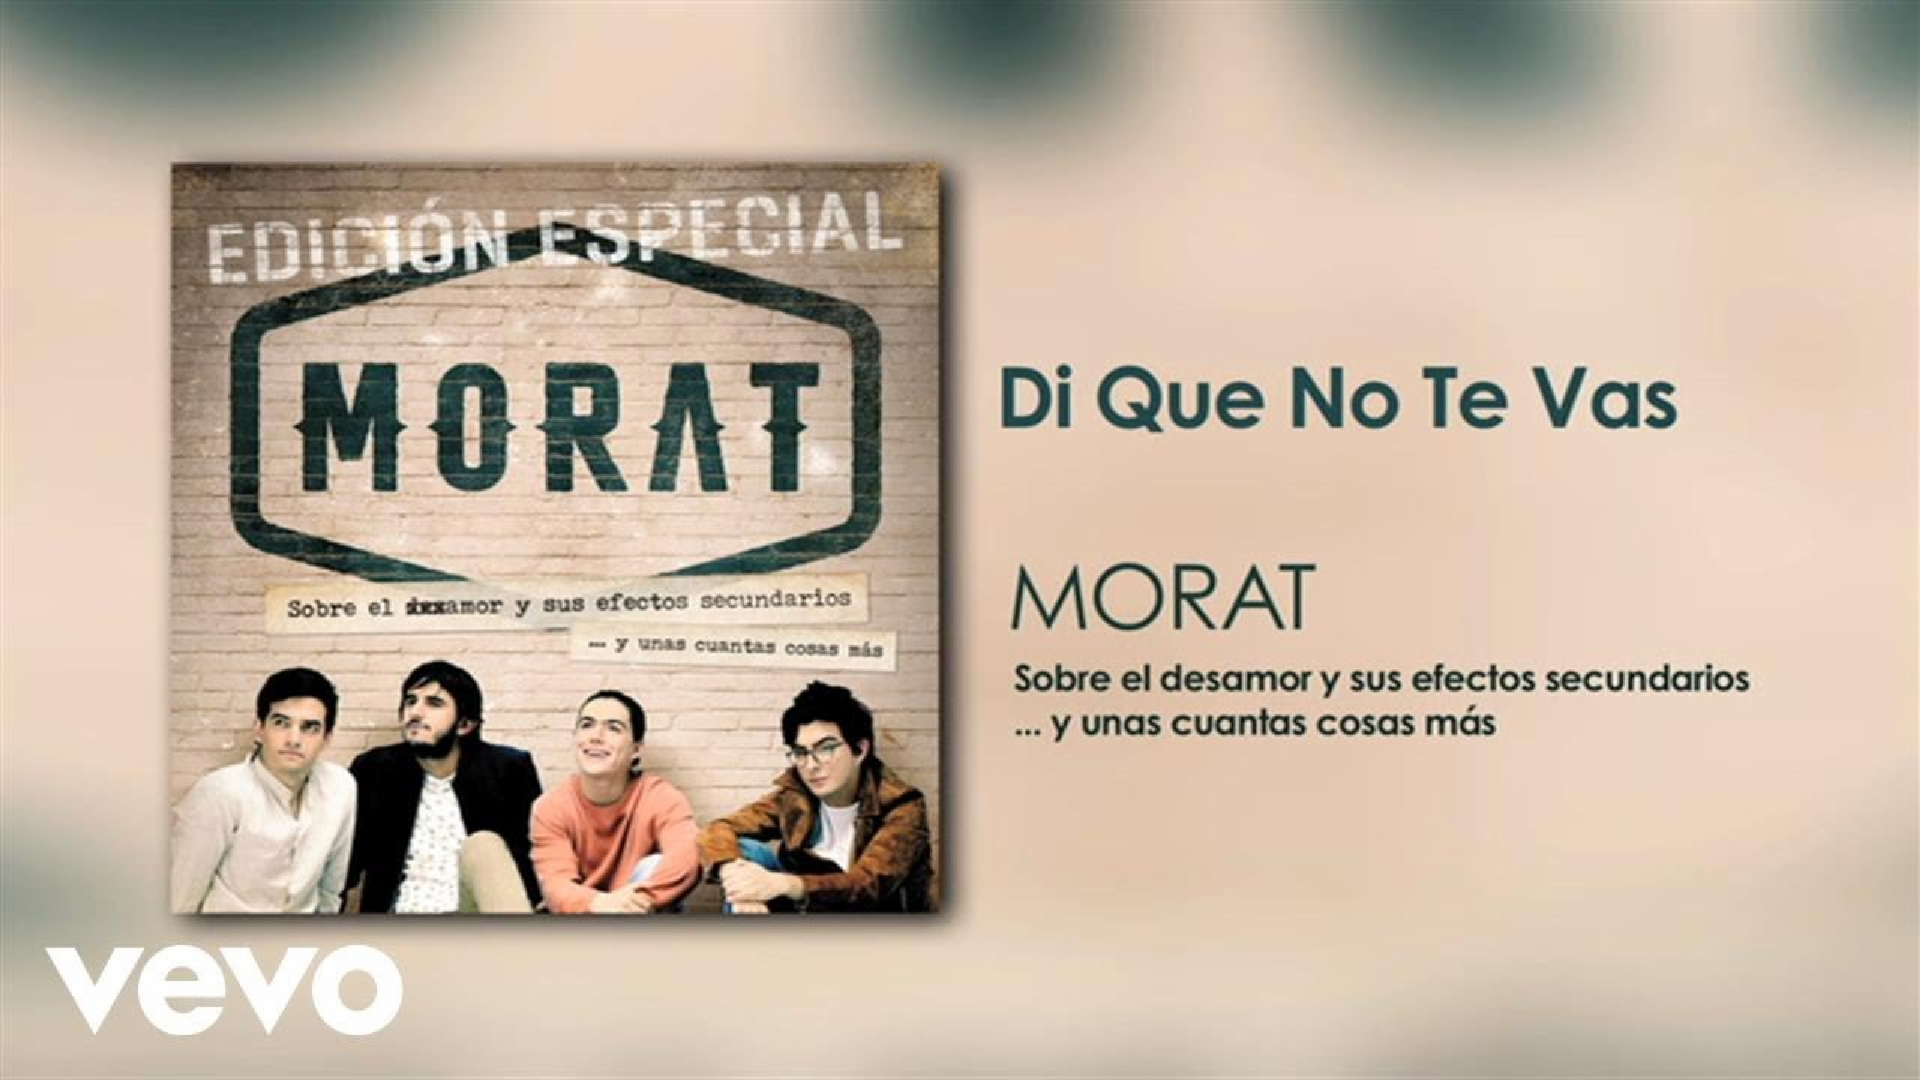 EDICIÓN ESPECIAL
MORAT
Sobre el desamor y sus efectos secundarios
... y unas cuantas cosas más
Di Que No Te Vas
MORAT
Sobre el desamor y sus efectos secundarios
... y unas cuantas cosas más
vevo